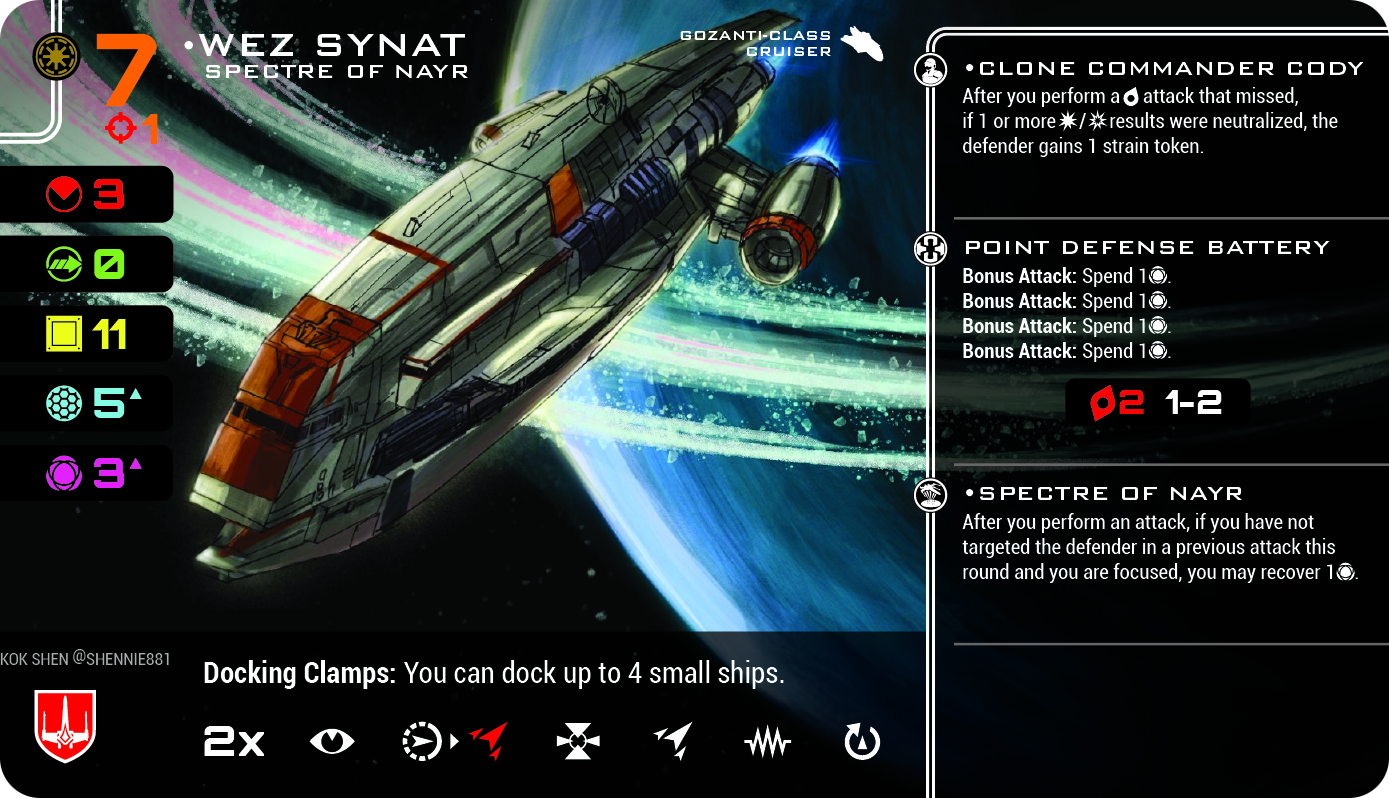 7
•WEZ SYNAT
SPECTRE OF NAYR
GOZANTI-CLASS
CRUISER
1
3
0
11
5
3
KOK SHEN @SHENNIE881
Docking Clamps: You can dock up to 4 small ships.
2x
•CLONE COMMANDER CODY
After you perform a attack that missed,
if 1 or more / results were neutralized, the
defender gains 1 strain token.
POINT DEFENSE BATTERY
Bonus Attack: Spend 1 .
Bonus Attack: Spend 1 .
Bonus Attack: Spend 1 .
Bonus Attack: Spend 1 .
2 1-2
•SPECTRE OF NAYR
After you perform an attack, if you have not
targeted the defender in a previous attack this
round and you are focused, you may recover 1 .